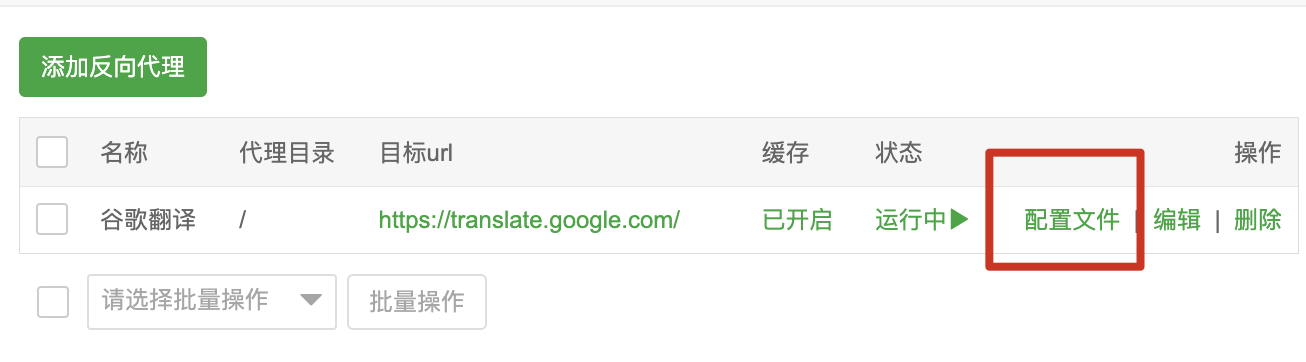 添加反向代理
名称 代理目录 目标url 缓存 状态 操作
谷歌翻译 / https://translate.google.com/ 已开启 运行中 配置文件 | 编辑 | 删除
请选择批量操作 批量操作